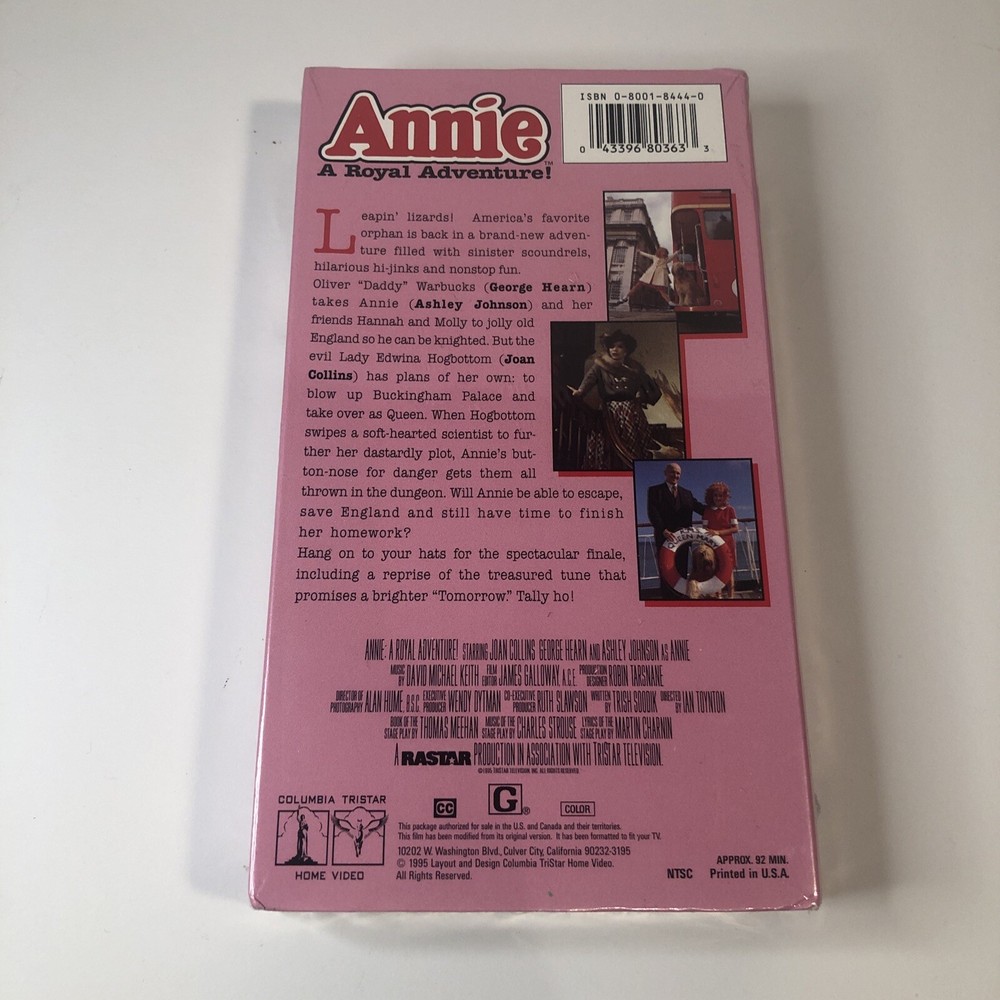 Annie™
A Royal Adventure!
ISBN 0-8001-8444-0
0 43396 80363 3
Leapin' lizards! America's favorite
orphan is back in a brand-new adven-
ture filled with sinister scoundrels,
hilarious hi-jinks and nonstop fun.
Oliver "Daddy" Warbucks (George Hearn)
takes Annie (Ashley Johnson) and her
friends Hannah and Molly to jolly old
England so he can be knighted. But the
evil Lady Edwina Hogbottom (Joan
Collins) has plans of her own: to
blow up Buckingham Palace and
take over as Queen. When Hogbottom
swipes a soft-hearted scientist to fur-
ther her dastardly plot, Annie's but-
ton-nose for danger gets them all
thrown in the dungeon. Will Annie be able to escape,
save England and still have time to finish
her homework?
Hang on to your hats for the spectacular finale,
including a reprise of the treasured tune that
promises a brighter "Tomorrow." Tally ho!
QUEEN MARY
ANNIE: A ROYAL ADVENTURE! STARRING JOAN COLLINS GEORGE HEARN AND ASHLEY JOHNSON AS ANNIE
MUSIC BY DAVID MICHAEL KEITH FILM EDITOR JAMES GALLOWAY, A.C.E. PRODUCTION DESIGNER ROBIN TARSNANE
DIRECTOR OF PHOTOGRAPHY ALAN HUME, B.S.C. EXECUTIVE PRODUCER WENDY DYTMAN CO-EXECUTIVE PRODUCER RUTH SLAWSON WRITTEN BY TRISH SOODIK DIRECTED BY IAN TOYNTON
BOOK OF THE STAGE PLAY BY THOMAS MEEHAN MUSIC OF THE STAGE PLAY BY CHARLES STROUSE LYRICS OF THE STAGE PLAY BY MARTIN CHARNIN
A RASTAR PRODUCTION IN ASSOCIATION WITH TRISTAR TELEVISION.
©1995 TRISTAR TELEVISION, INC. ALL RIGHTS RESERVED.
COLUMBIA TRISTAR
HOME VIDEO
CC
G®
COLOR
This package authorized for sale in the U.S. and Canada and their territories.
This film has been modified from its original version. It has been formatted to fit your TV.
10202 W. Washington Blvd., Culver City, California 90232-3195
© 1995 Layout and Design Columbia TriStar Home Video.
All Rights Reserved.
APPROX. 92 MIN.
NTSC Printed in U.S.A.